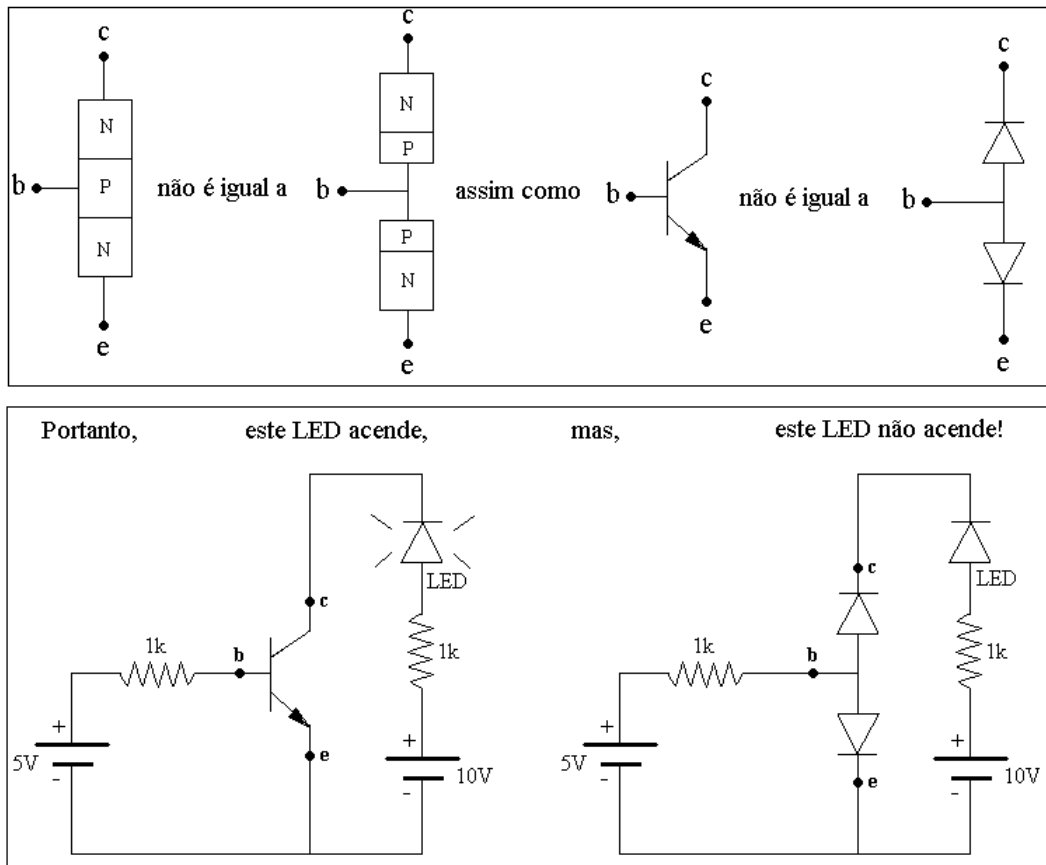 c c c c
N N
b P não é igual a P b assim como b não é igual a b
N P
N
e e e e
Portanto, este LED acende, mas, este LED não acende!
LED c LED
c
1k b 1k 1k b 1k
+ + + +
5V - e - 10V 5V - e - 10V